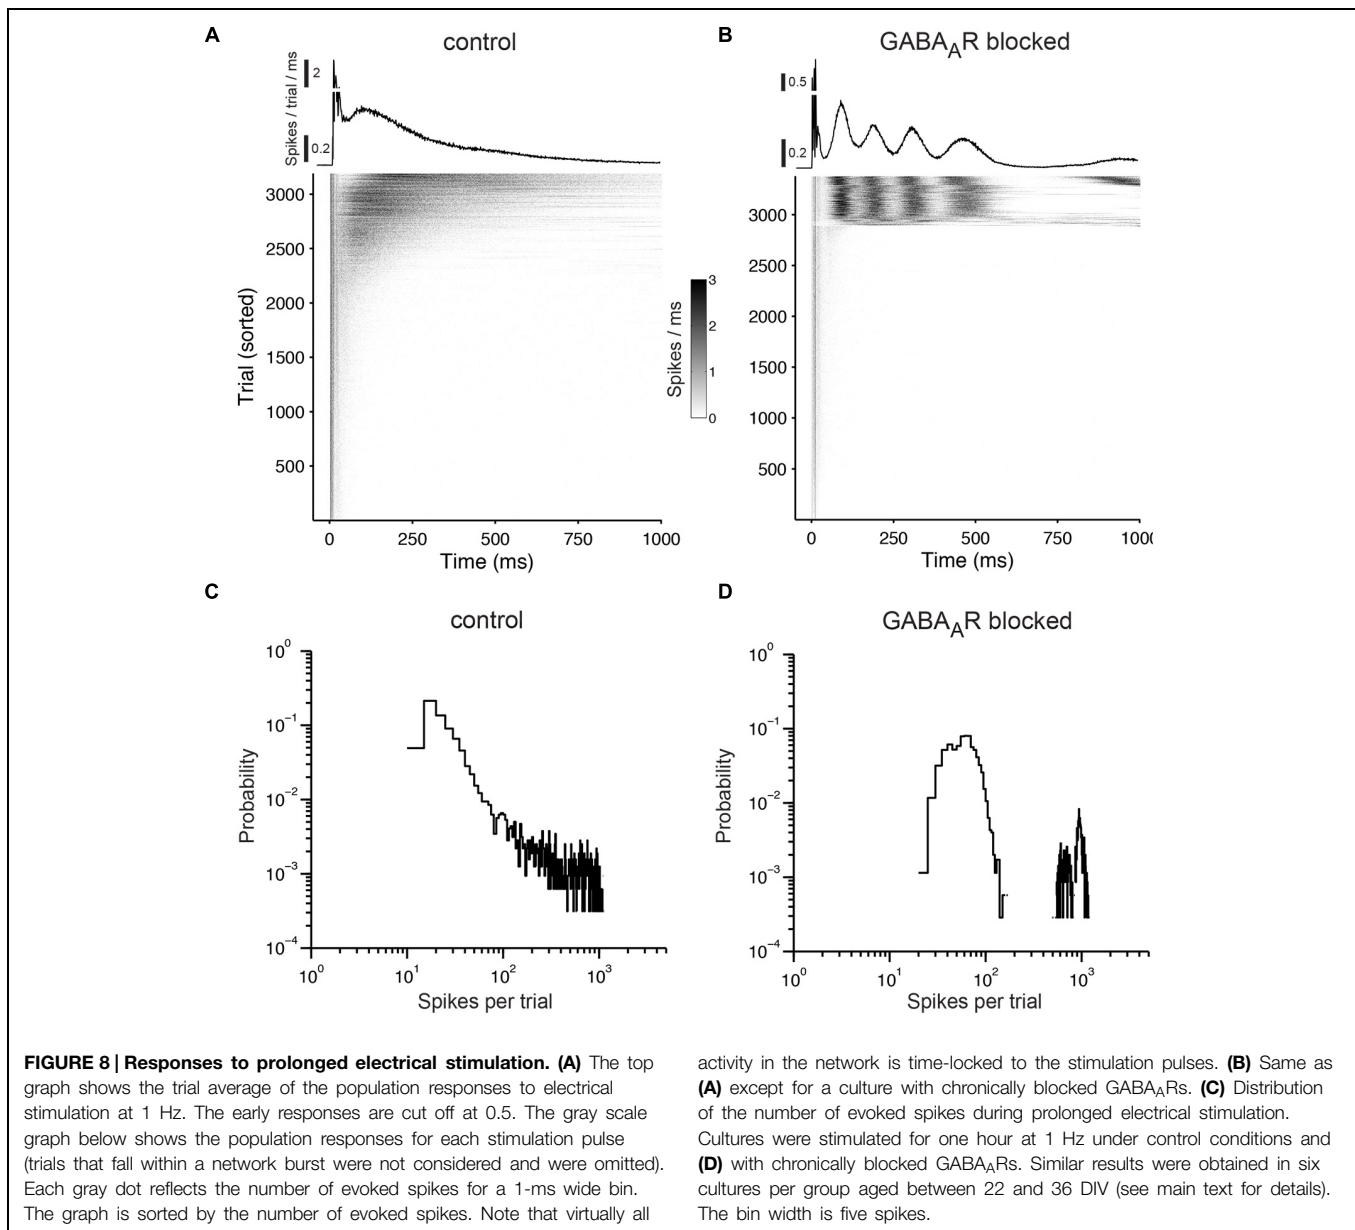 A
control
Spikes / trial / ms
2
0.2
3000
2500
2000
1500
1000
500
Trial (sorted)
0 250 500 750 1000
Time (ms)
B
GABA_AR blocked
0.5
0.2
3000
2500
2000
1500
1000
500
0 250 500 750 100
Time (ms)
3
2
1
0
Spikes / ms
C
control
10^0
10^-1
10^-2
10^-3
10^-4
Probability
10^0 10^1 10^2 10^3
Spikes per trial
D
GABA_AR blocked
10^0
10^-1
10^-2
10^-3
10^-4
Probability
10^0 10^1 10^2 10^3
Spikes per trial
FIGURE 8 | Responses to prolonged electrical stimulation. (A) The top
graph shows the trial average of the population responses to electrical
stimulation at 1 Hz. The early responses are cut off at 0.5. The gray scale
graph below shows the population responses for each stimulation pulse
(trials that fall within a network burst were not considered and were omitted).
Each gray dot reflects the number of evoked spikes for a 1-ms wide bin.
The graph is sorted by the number of evoked spikes. Note that virtually all
activity in the network is time-locked to the stimulation pulses. (B) Same as
(A) except for a culture with chronically blocked GABA_ARs. (C) Distribution
of the number of evoked spikes during prolonged electrical stimulation.
Cultures were stimulated for one hour at 1 Hz under control conditions and
(D) with chronically blocked GABA_ARs. Similar results were obtained in six
cultures per group aged between 22 and 36 DIV (see main text for details).
The bin width is five spikes.